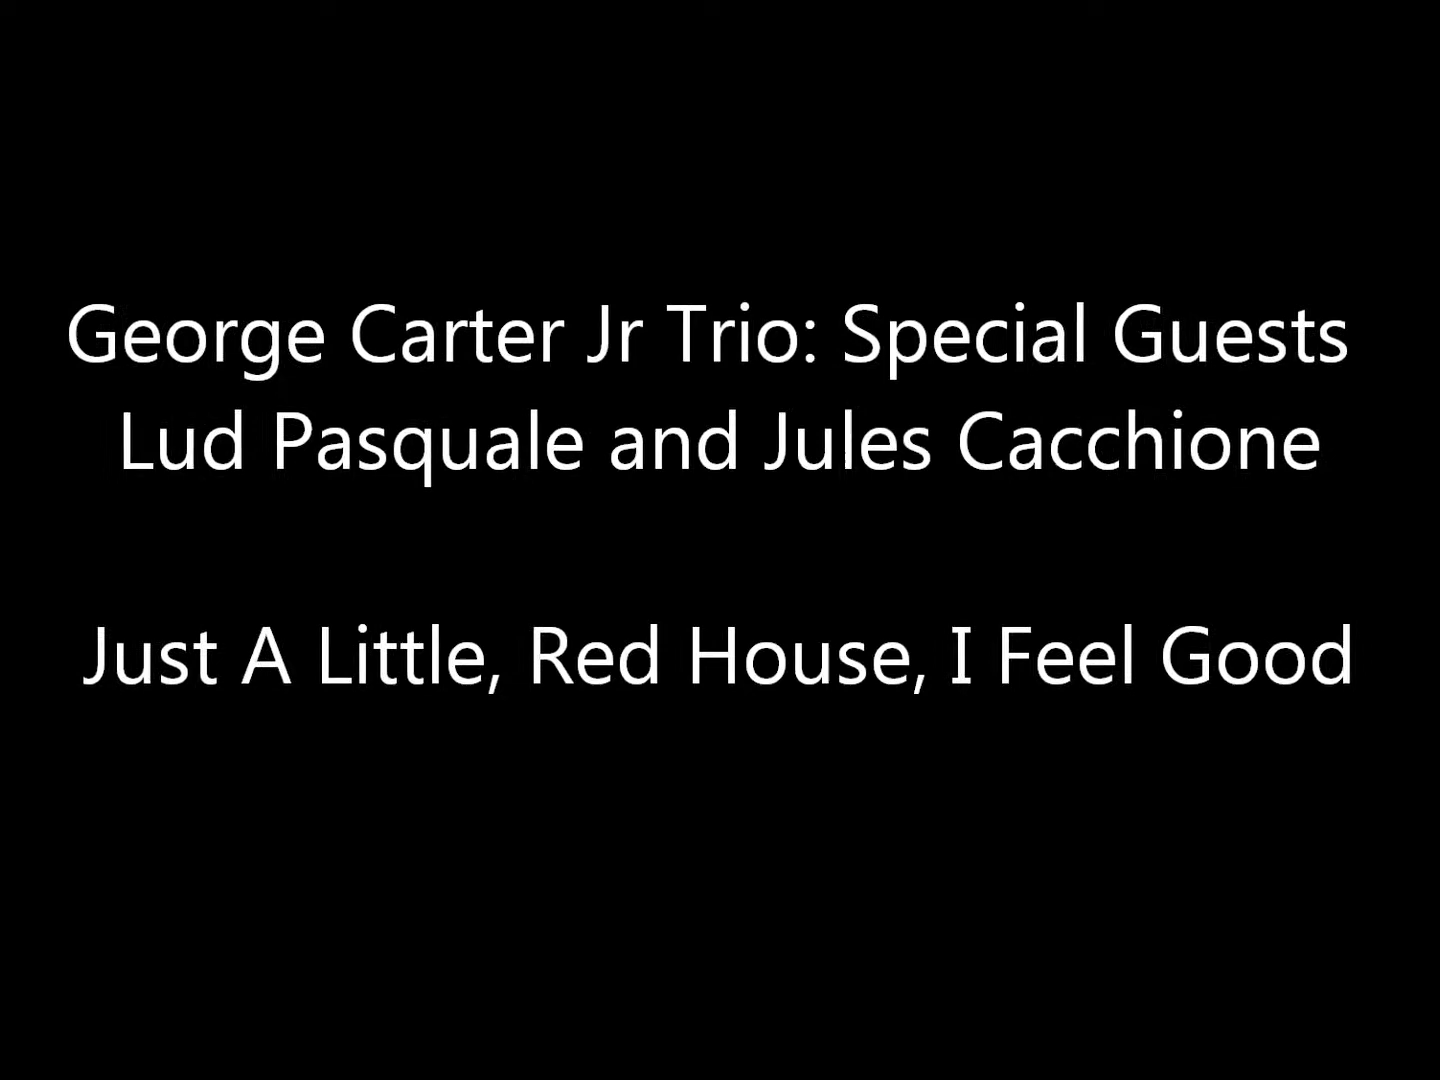 George Carter Jr Trio: Special Guests
Lud Pasquale and Jules Cacchione
Just A Little, Red House, I Feel Good